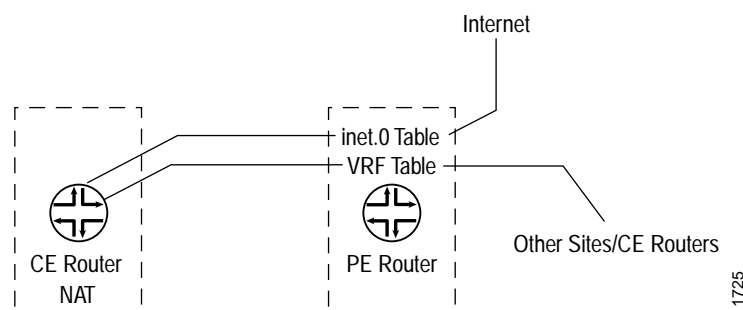 Internet
inet.0 Table
VRF Table
CE Router
NAT
PE Router
Other Sites/CE Routers
1725